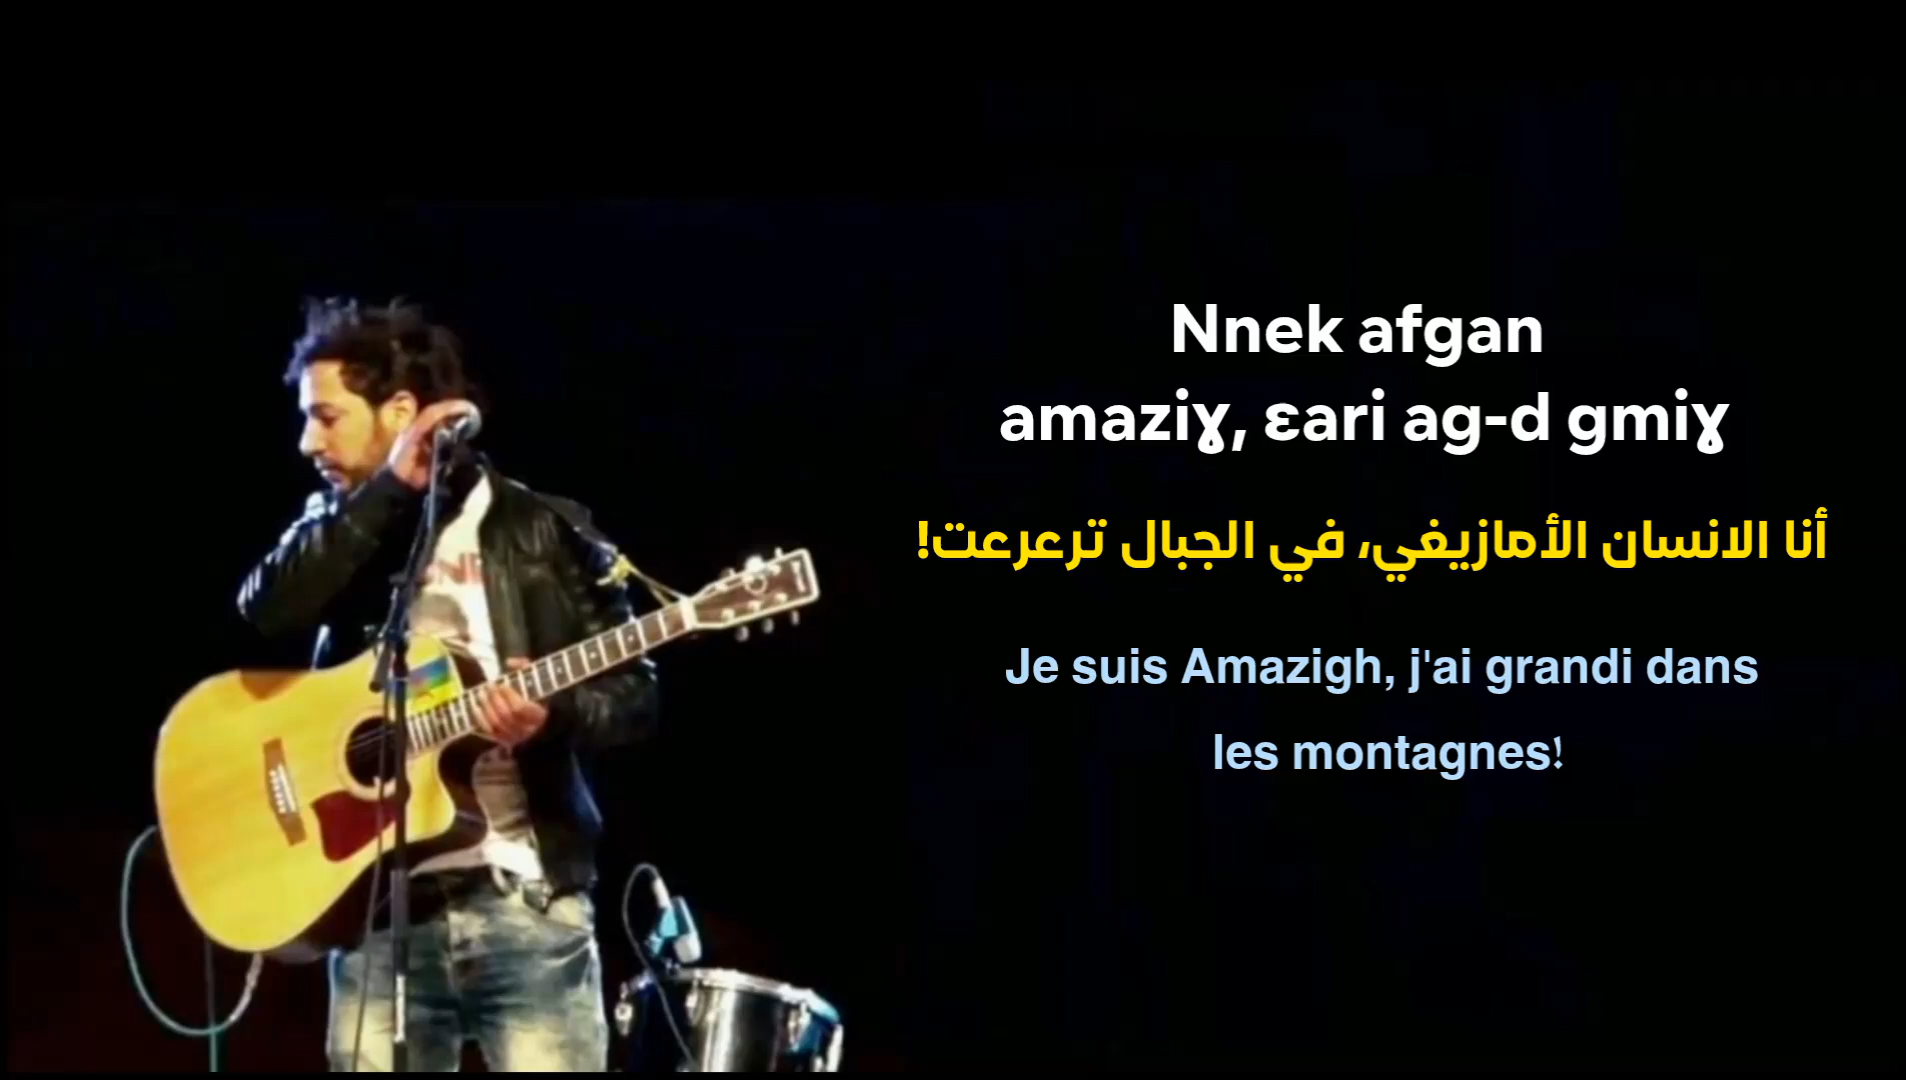 Nnek afgan
amaziɣ, ɛari ag-d gmiɣ
أنا الانسان الأمازيغي، في الجبال ترعرعت!
Je suis Amazigh, j'ai grandi dans
les montagnes!